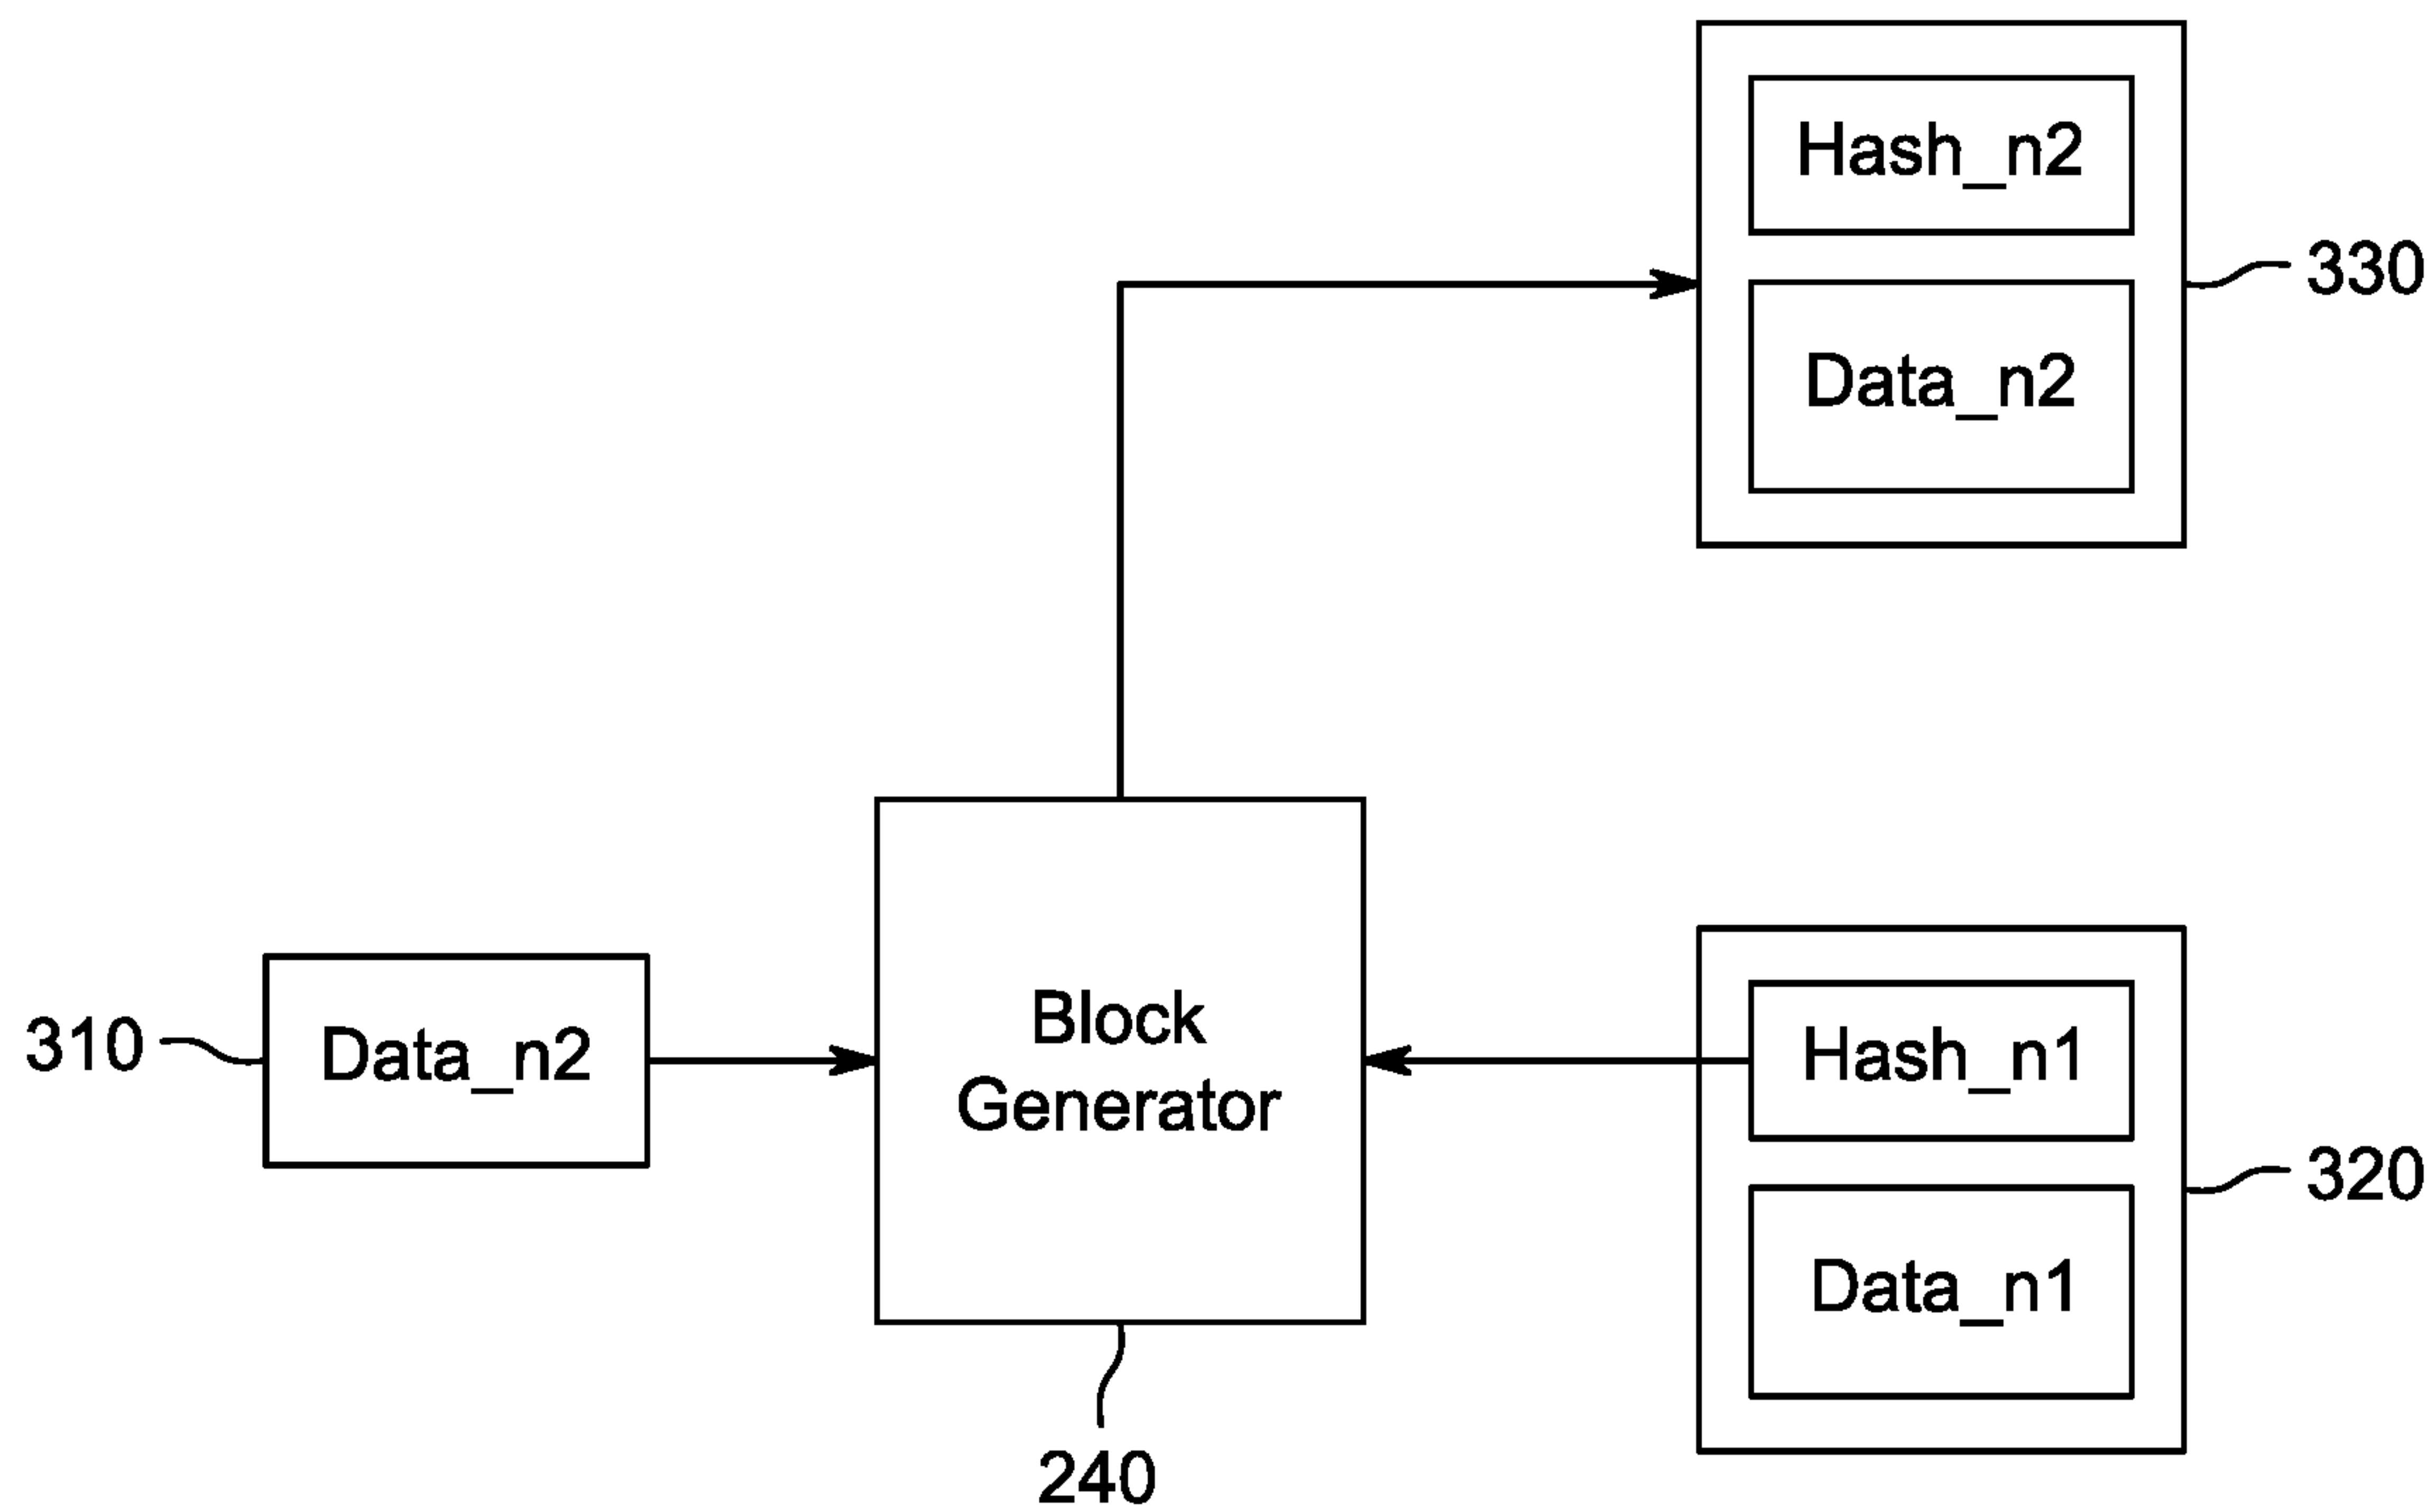 Hash_n2
330
Data_n2
310
Data_n2
Block
Generator
240
Hash_n1
320
Data_n1